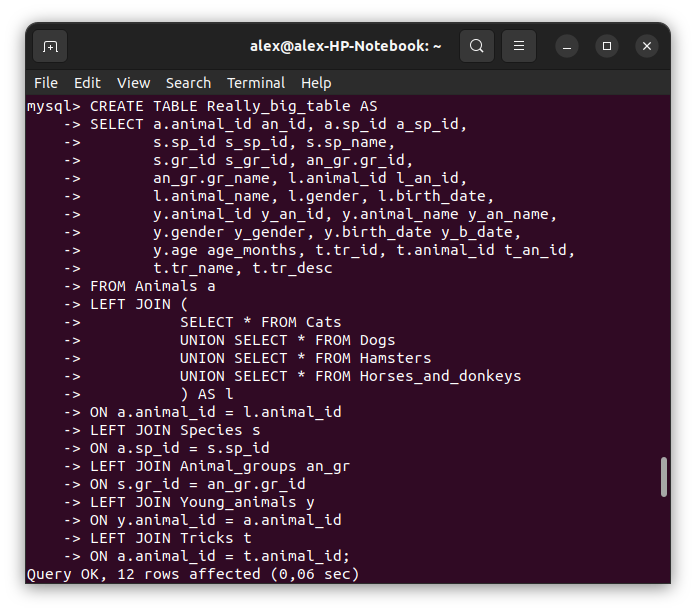 alex@alex-HP-Notebook: ~
File Edit View Search Terminal Help
mysql> CREATE TABLE Really_big_table AS
    -> SELECT a.animal_id an_id, a.sp_id a_sp_id,
    ->        s.sp_id s_sp_id, s.sp_name,
    ->        s.gr_id s_gr_id, an_gr.gr_id,
    ->        an_gr.gr_name, l.animal_id l_an_id,
    ->        l.animal_name, l.gender, l.birth_date,
    ->        y.animal_id y_an_id, y.animal_name y_an_name,
    ->        y.gender y_gender, y.birth_date y_b_date,
    ->        y.age age_months, t.tr_id, t.animal_id t_an_id,
    ->        t.tr_name, t.tr_desc
    -> FROM Animals a
    -> LEFT JOIN (
    ->           SELECT * FROM Cats
    ->           UNION SELECT * FROM Dogs
    ->           UNION SELECT * FROM Hamsters
    ->           UNION SELECT * FROM Horses_and_donkeys
    ->           ) AS l
    -> ON a.animal_id = l.animal_id
    -> LEFT JOIN Species s
    -> ON a.sp_id = s.sp_id
    -> LEFT JOIN Animal_groups an_gr
    -> ON s.gr_id = an_gr.gr_id
    -> LEFT JOIN Young_animals y
    -> ON y.animal_id = a.animal_id
    -> LEFT JOIN Tricks t
    -> ON a.animal_id = t.animal_id;
Query OK, 12 rows affected (0,06 sec)